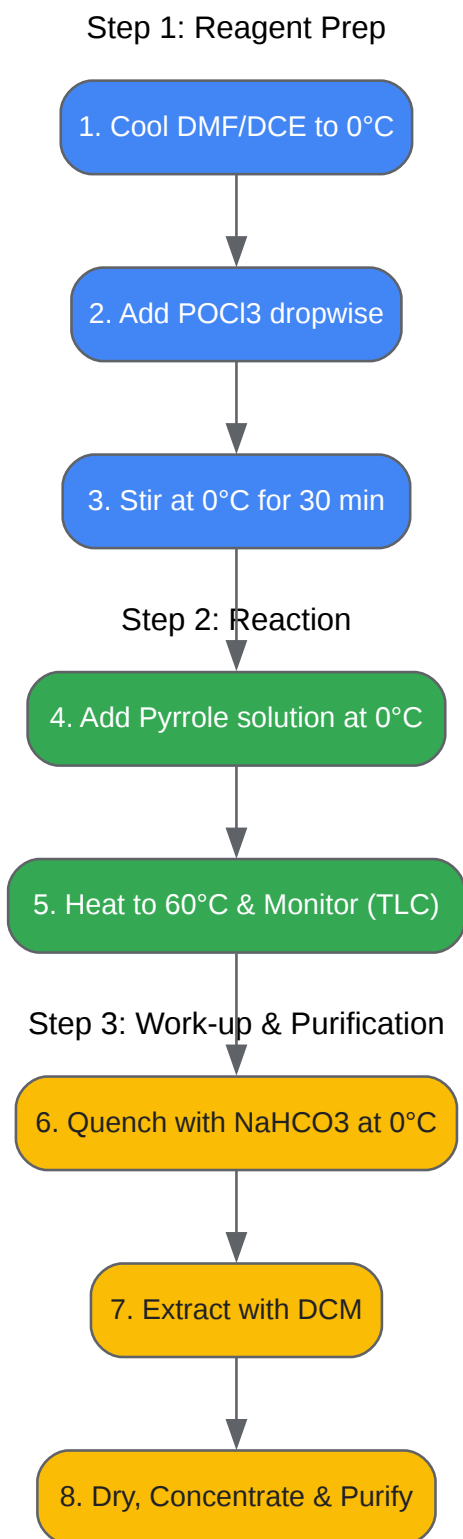 Step 1: Reagent Prep
1. Cool DMF/DCE to 0°C
2. Add POCl3 dropwise
3. Stir at 0°C for 30 min
Step 2: Reaction
4. Add Pyrrole solution at 0°C
5. Heat to 60°C & Monitor (TLC)
Step 3: Work-up & Purification
6. Quench with NaHCO3 at 0°C
7. Extract with DCM
8. Dry, Concentrate & Purify